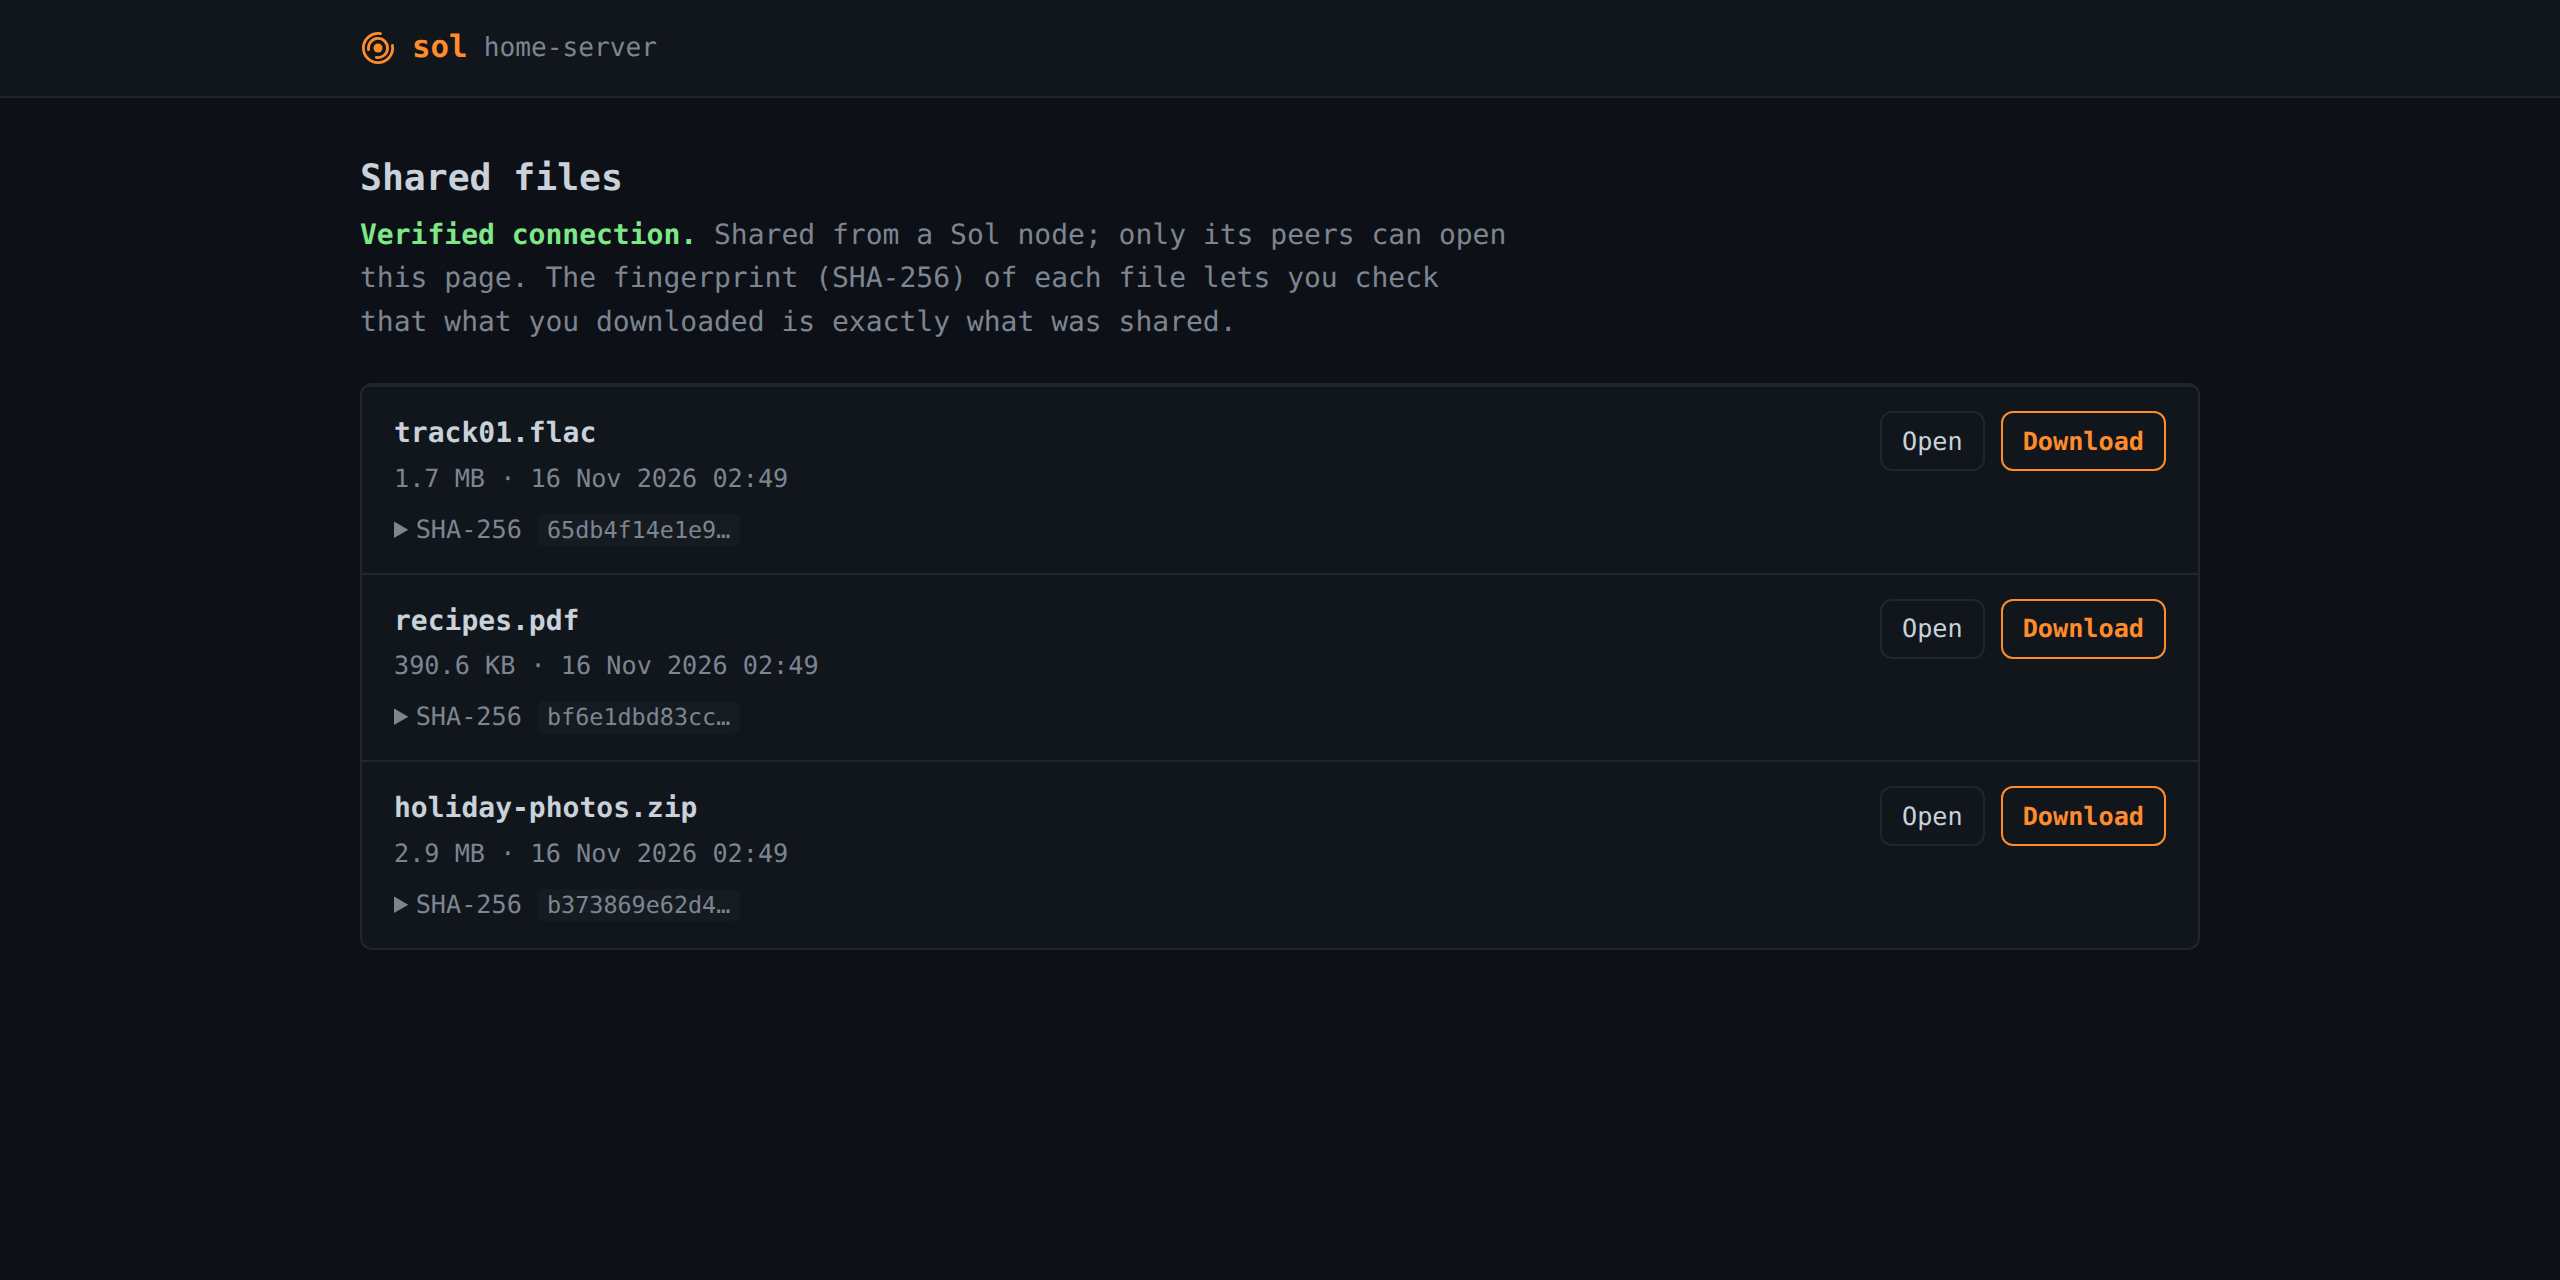 sol home-server
Shared files
Verified connection. Shared from a Sol node; only its peers can open
this page. The fingerprint (SHA-256) of each file lets you check
that what you downloaded is exactly what was shared.
track01.flac
Open Download
1.7 MB · 16 Nov 2026 02:49
SHA-256 65db4f14e1e9…
recipes.pdf
Open Download
390.6 KB · 16 Nov 2026 02:49
SHA-256 bf6e1dbd83cc…
holiday-photos.zip
Open Download
2.9 MB · 16 Nov 2026 02:49
SHA-256 b373869e62d4…